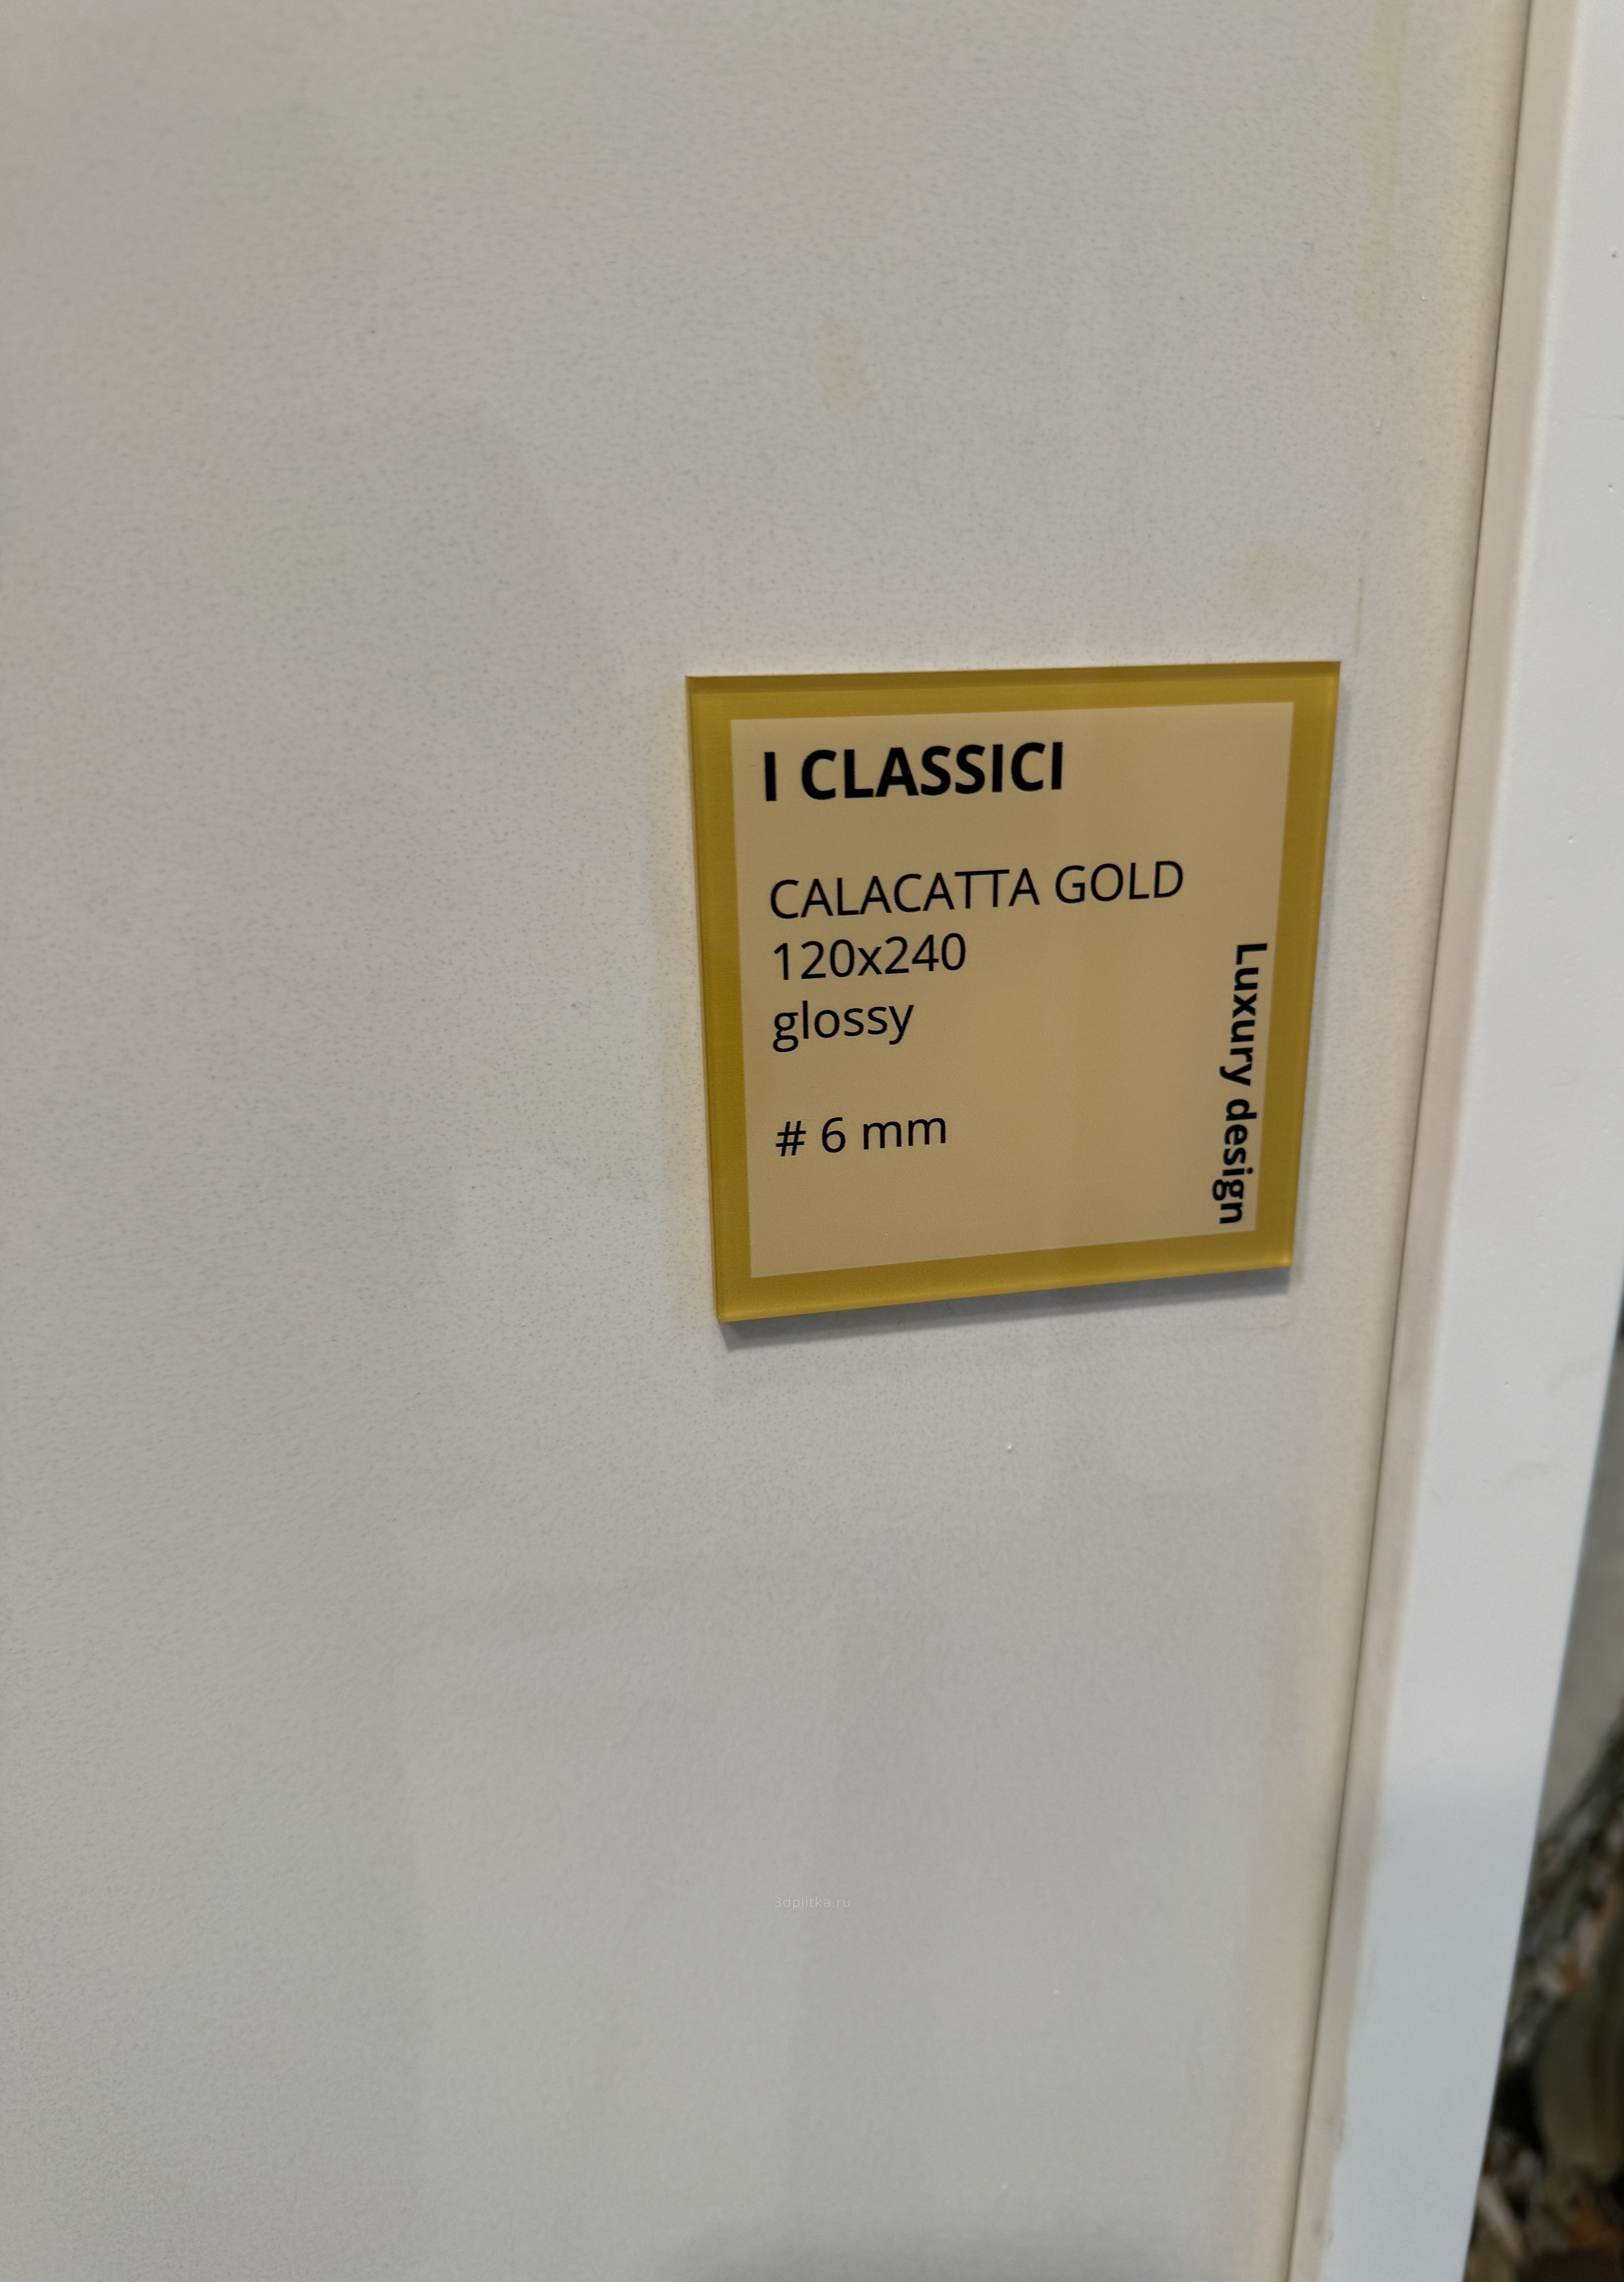 I CLASSICI
CALACATTA GOLD
120x240
glossy
# 6 mm
Luxury design
3dplitka.ru